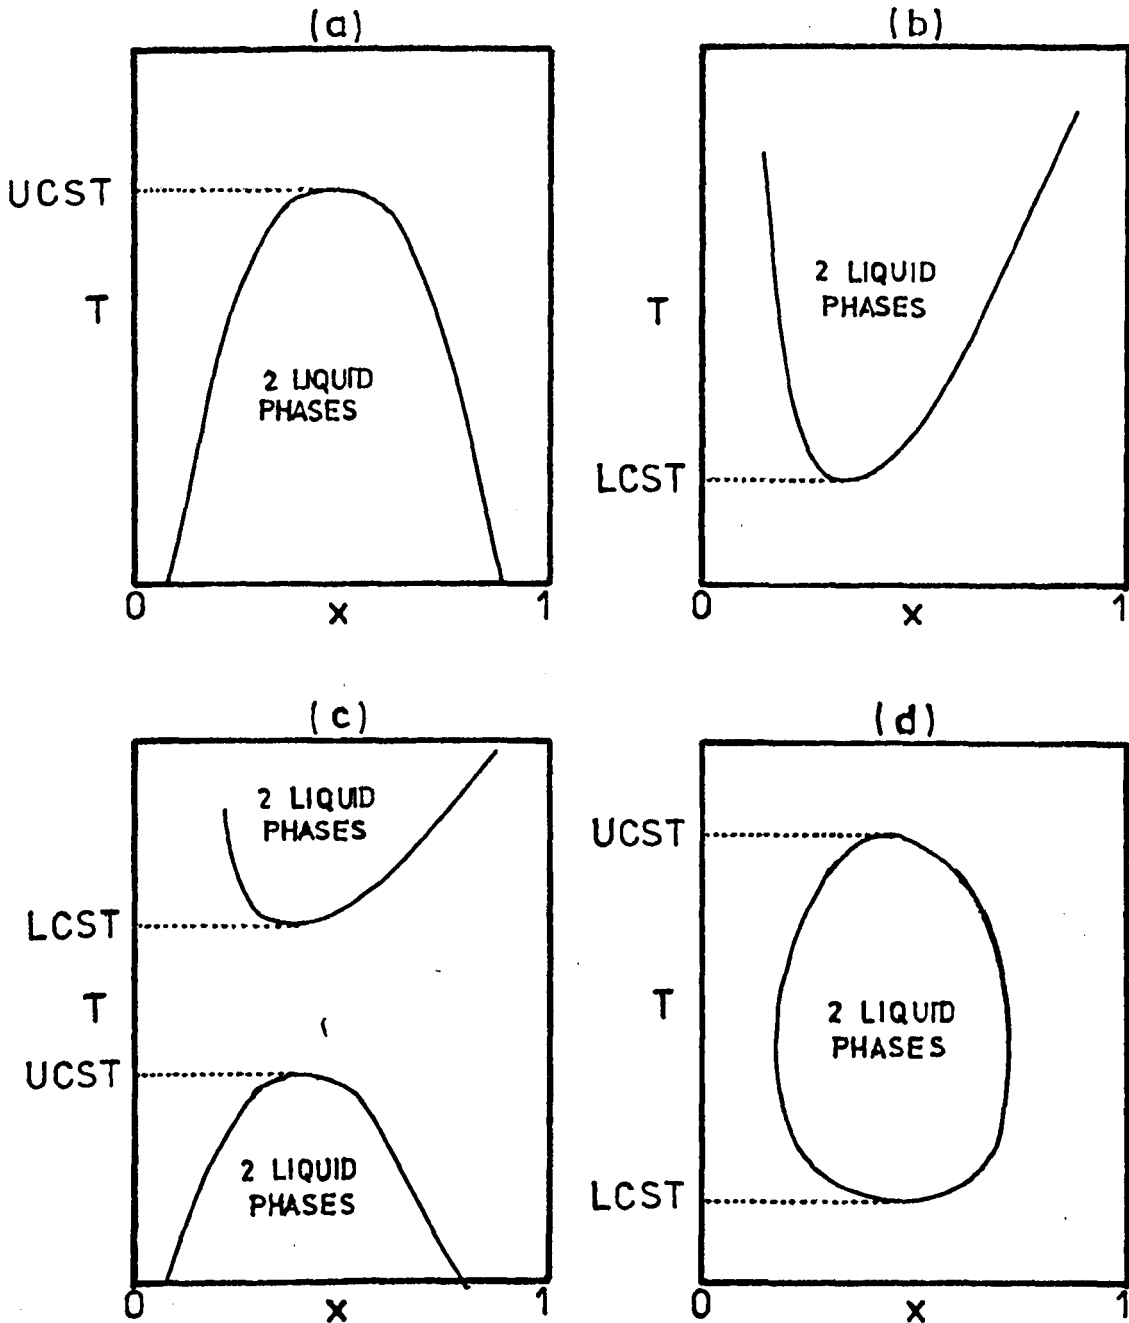 (a)
UCST
T
2 LIQUID
PHASES
0
x
1
(b)
2 LIQUID
PHASES
T
LCST
0
x
1
(c)
2 LIQUID
PHASES
LCST
T
UCST
2 LIQUID
PHASES
0
x
1
(d)
UCST
T
2 LIQUID
PHASES
LCST
0
x
1